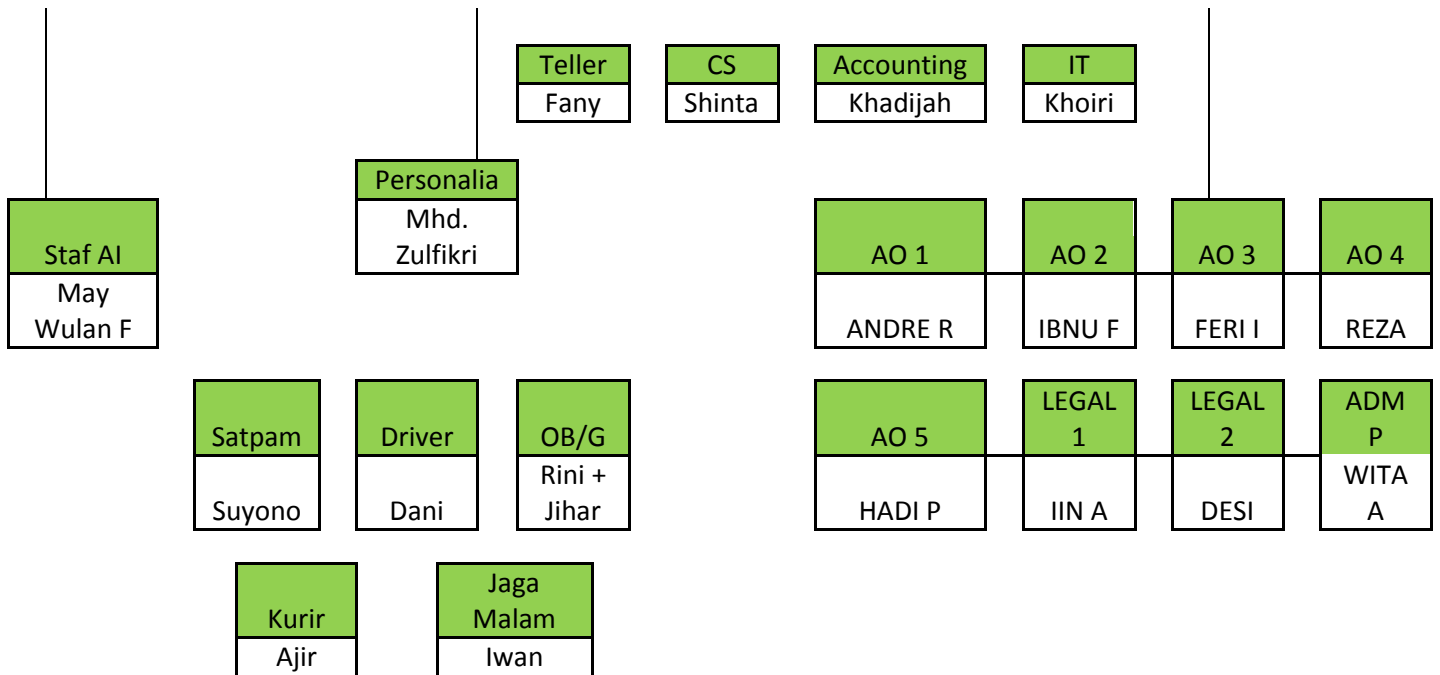 Teller
Fany
CS
Shinta
Accounting
Khadijah
IT
Khoiri
Personalia
Mhd.
Zulfikri
Staf AI
May
Wulan F
AO 1
ANDRE R
AO 2
IBNU F
AO 3
FERI I
AO 4
REZA
Satpam
Suyono
Driver
Dani
OB/G
Rini +
Jihar
AO 5
HADI P
LEGAL
1
IIN A
LEGAL
2
DESI
ADM
P
WITA
A
Kurir
Ajir
Jaga
Malam
Iwan